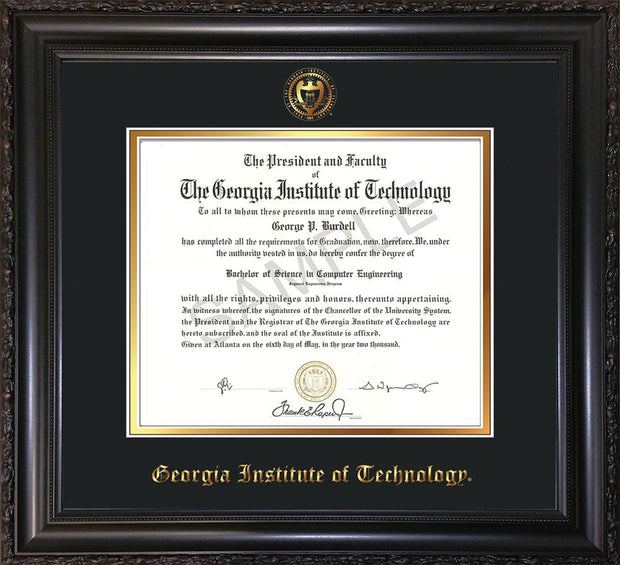 The President and Faculty
of
The Georgia Institute of Technology
To all to whom these presents may come, Greeting: Whereas
George P. Burdell
has completed all the requirements for Graduation, now, therefore, We, under
the authority vested in us, do hereby confer the degree of
Bachelor of Science in Computer Engineering
Regional Engineering Program
with all the rights, privileges and honors, thereunto appertaining.
In witness whereof, the signatures of the Chancellor of the University System,
the President and the Registrar of The Georgia Institute of Technology are
hereto subscribed, and the seal of the Institute is affixed.
Given at Atlanta on the sixth day of May, in the year two thousand.
SAMPLE
Georgia Institute of Technology®